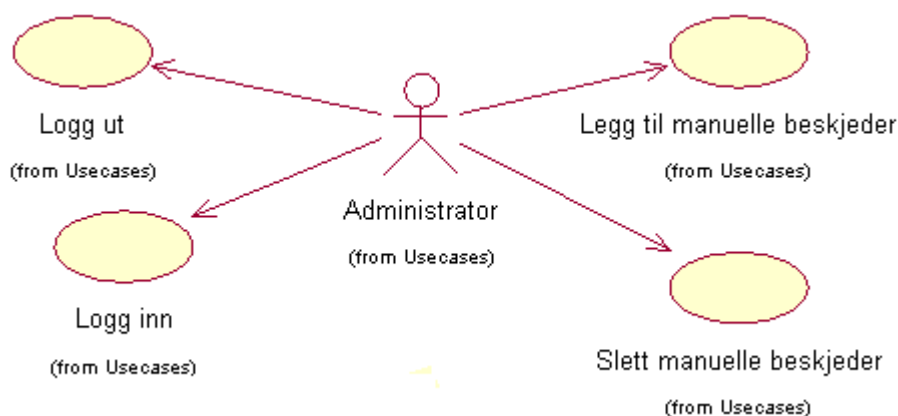 Logg ut
(from Usecases)
Legg til manuelle beskjeder
(from Usecases)
Administrator
(from Usecases)
Logg inn
(from Usecases)
Slett manuelle beskjeder
(from Usecases)